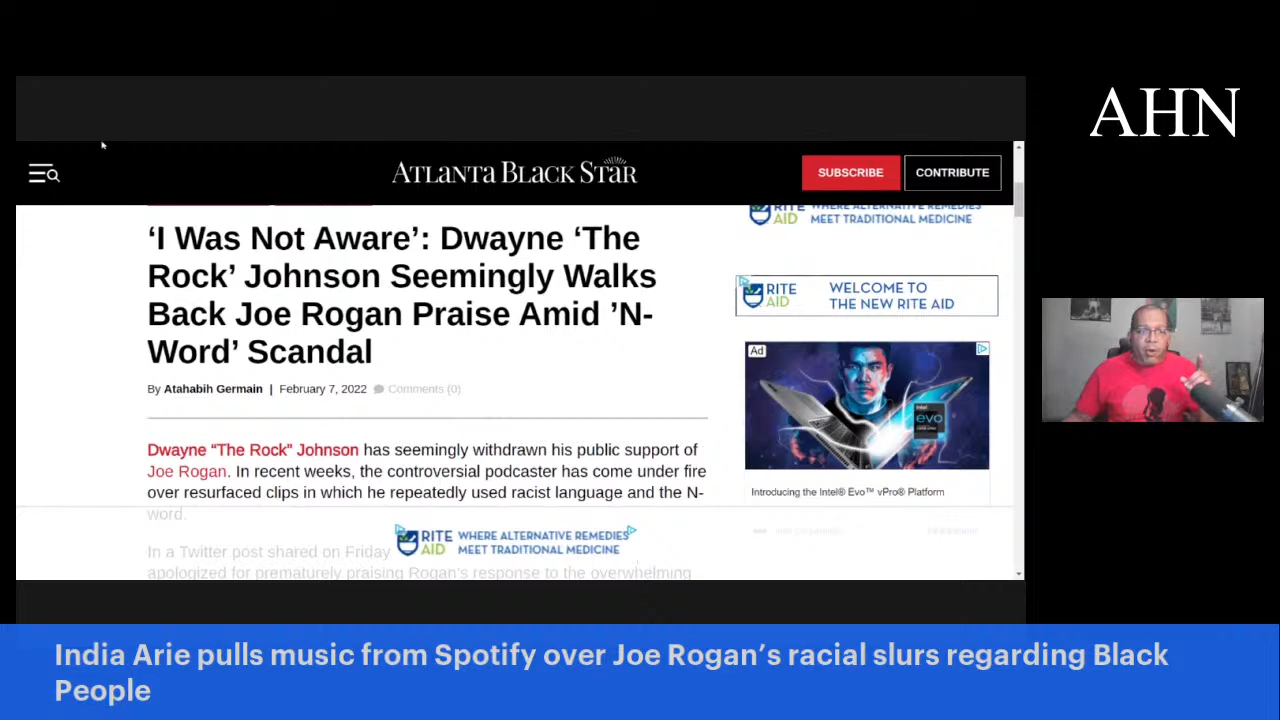 AHN
ATLANTA BLACK STAR
SUBSCRIBE
CONTRIBUTE
‘I Was Not Aware’: Dwayne ‘The
Rock’ Johnson Seemingly Walks
Back Joe Rogan Praise Amid ’N-
Word’ Scandal
By Atahabih Germain | February 7, 2022 Comments (0)
Dwayne “The Rock” Johnson has seemingly withdrawn his public support of
Joe Rogan. In recent weeks, the controversial podcaster has come under fire
over resurfaced clips in which he repeatedly used racist language and the N-
word.
In a Twitter post shared on Friday
apologized for prematurely praising Rogan's response to the overwhelming
RITE AID
WHERE ALTERNATIVE REMEDIES
MEET TRADITIONAL MEDICINE
RITE AID
WHERE ALTERNATIVE REMEDIES
MEET TRADITIONAL MEDICINE
RITE AID
WELCOME TO
THE NEW RITE AID
Ad
intel
evo
Introducing the Intel® Evo™ vPro® Platform
India Arie pulls music from Spotify over Joe Rogan’s racial slurs regarding Black
People